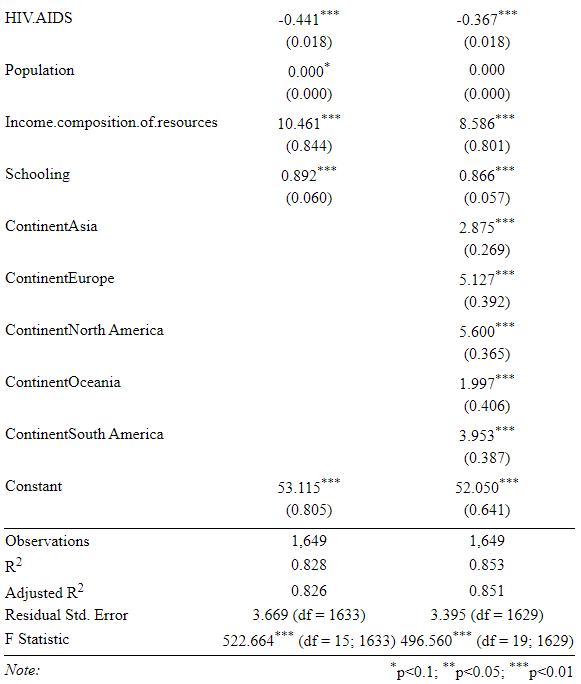 HIV.AIDS -0.441*** -0.367***
(0.018) (0.018)
Population 0.000* 0.000
(0.000) (0.000)
Income.composition.of.resources 10.461*** 8.586***
(0.844) (0.801)
Schooling 0.892*** 0.866***
(0.060) (0.057)
ContinentAsia 2.875***
(0.269)
ContinentEurope 5.127***
(0.392)
ContinentNorth America 5.600***
(0.365)
ContinentOceania 1.997***
(0.406)
ContinentSouth America 3.953***
(0.387)
Constant 53.115*** 52.050***
(0.805) (0.641)
Observations 1,649 1,649
R2 0.828 0.853
Adjusted R2 0.826 0.851
Residual Std. Error 3.669 (df = 1633) 3.395 (df = 1629)
F Statistic 522.664*** (df = 15; 1633) 496.560*** (df = 19; 1629)
Note: *p<0.1; **p<0.05; ***p<0.01